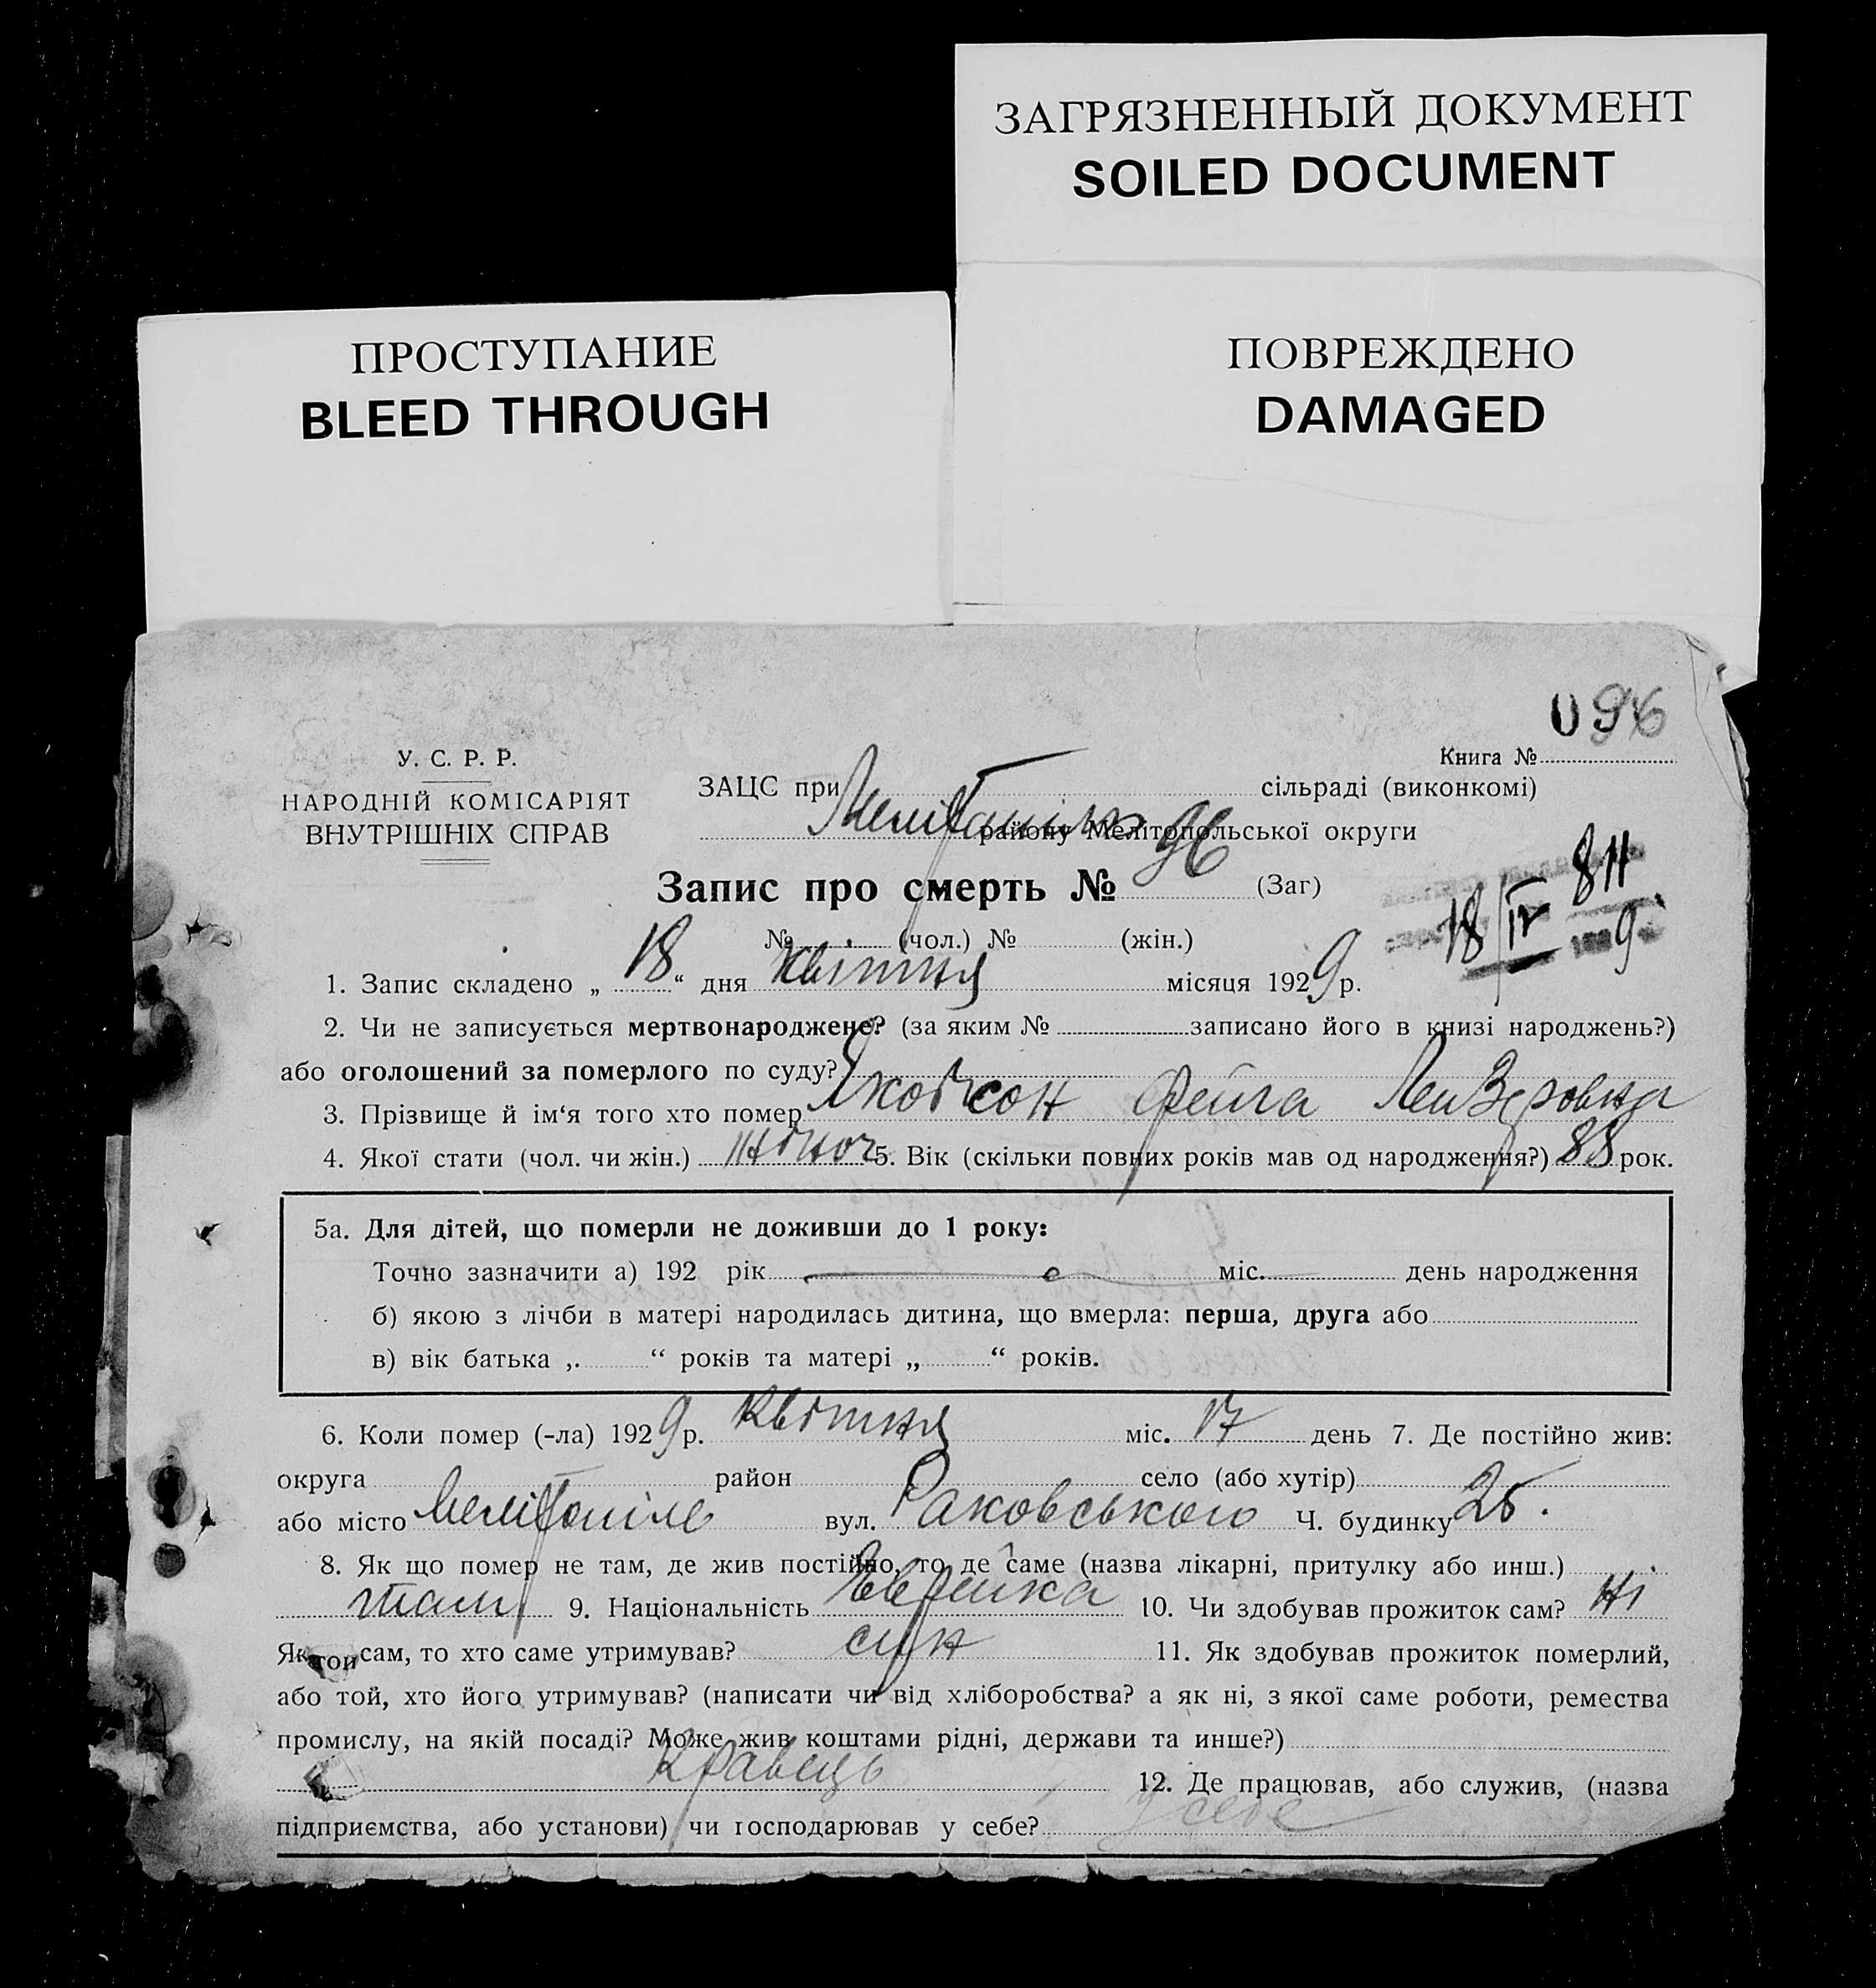 ЗАГРЯЗНЕННЫЙ ДОКУМЕНТ
SOILED DOCUMENT
ПРОСТУПАНИЕ
BLEED THROUGH
ПОВРЕЖДЕНО
DAMAGED
096
Книга №
У. С. Р. Р.
НАРОДНІЙ КОМІСАРІЯТ
ВНУТРІШНІХ СПРАВ
ЗАЦС при сільраді (виконкомі)
району Мелітопольської округи
Запис про смерть № 96 (Заг)
№ (чол.) № (жін.)
811
18/IV 9
1. Запис складено „ 18 “ дня квітня місяця 1929 р.
2. Чи не записується мертвонароджене? (за яким № записано його в книзі народжень?)
або оголошений за померлого по суду?
3. Прізвище й ім‘я того хто помер Якобсон Фейга Лейзеровна
4. Якої стати (чол. чи жін.) жіноч 5. Вік (скільки повних років мав од народження?) 88 рок.
5а. Для дітей, що померли не доживши до 1 року:
Точно зазначити а) 192 рік міс. день народження
б) якою з лічби в матері народилась дитина, що вмерла: перша, друга або
в) вік батька „ “ років та матері „ “ років.
6. Коли помер (-ла) 1929 р. квітня міс. 17 день 7. Де постійно жив:
округа район село (або хутір)
або місто вул. Раковського Ч. будинку 25.
8. Як що помер не там, де жив постійно, то де саме (назва лікарні, притулку або инш.)
там 9. Національність Еврейка 10. Чи здобував прожиток сам? Ні
сам, то хто саме утримував? син 11. Як здобував прожиток померлий,
або той, хто його утримував? (написати чи від хліборобства? а як ні, з якої саме роботи, ремества
промислу, на якій посаді? Може жив коштами рідні, держави та инше?)
Кравець 12. Де працював, або служив, (назва
підприємства, або установи) чи господарював у себе? у себе